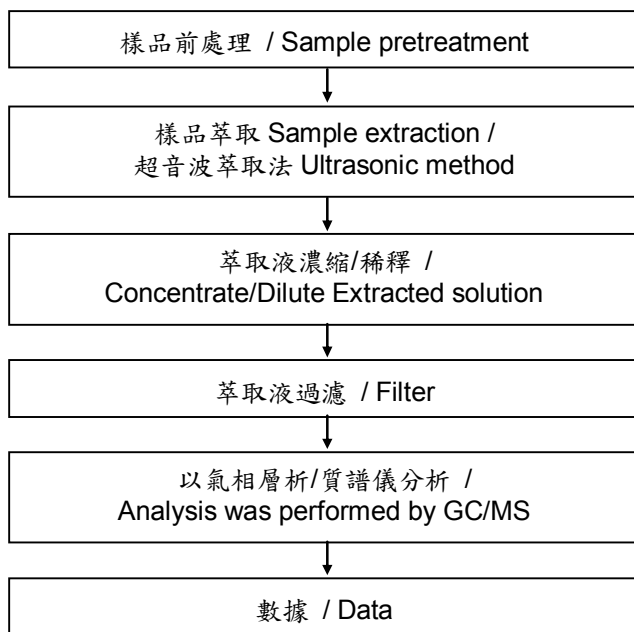 樣品前處理 / Sample pretreatment
樣品萃取 Sample extraction /
超音波萃取法 Ultrasonic method
萃取液濃縮/稀釋 /
Concentrate/Dilute Extracted solution
萃取液過濾 / Filter
以氣相層析/質譜儀分析 /
Analysis was performed by GC/MS
數據 / Data